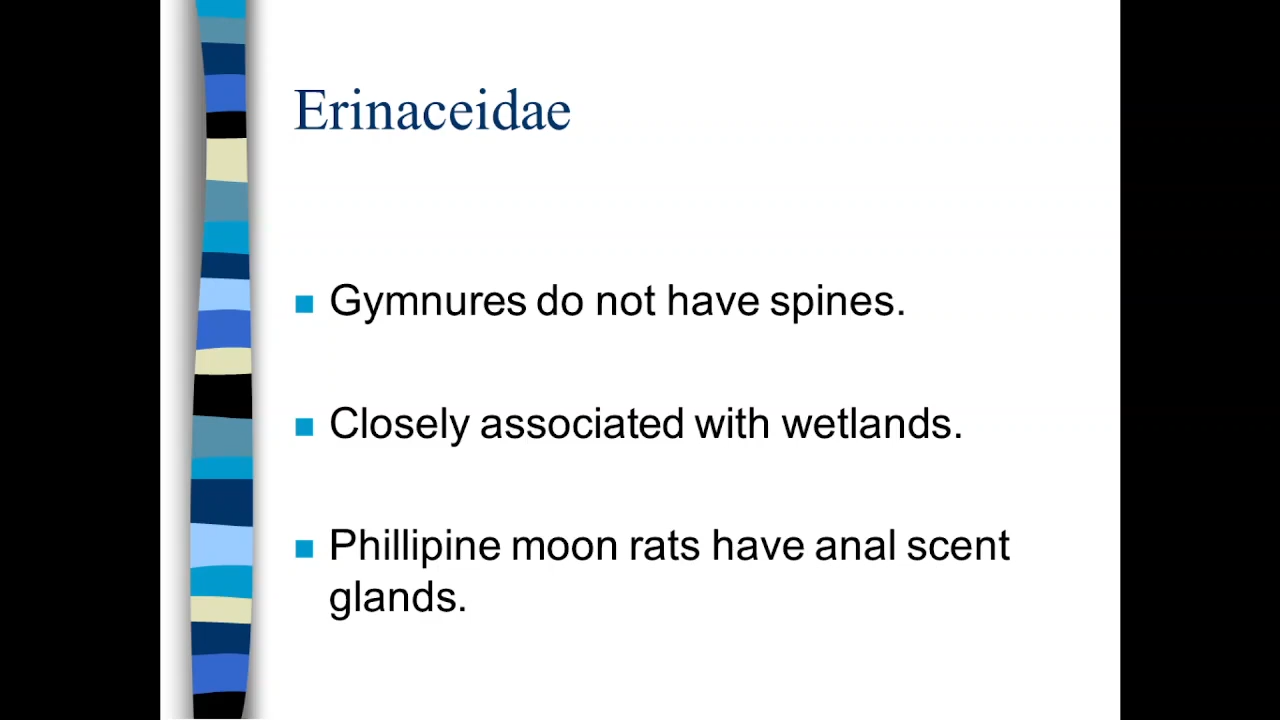 Erinaceidae
Gymnures do not have spines.
Closely associated with wetlands.
Phillipine moon rats have anal scent
glands.